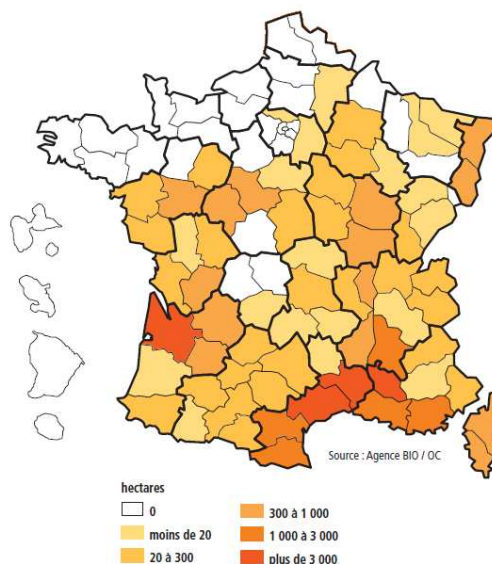 Source : Agence BIO / OC
hectares
0
moins de 20
20 à 300
300 à 1 000
1 000 à 3 000
plus de 3 000